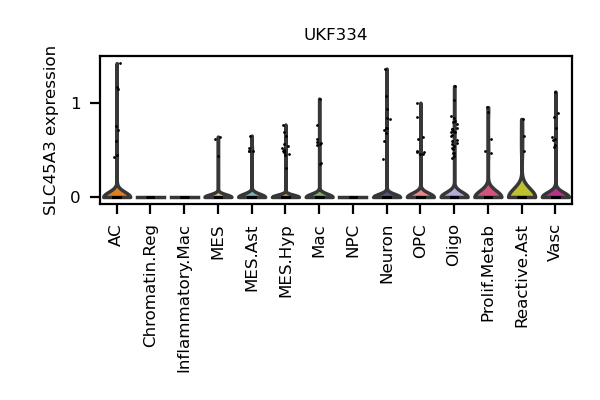 UKF334
SLC45A3 expression
1
0
AC
Chromatin.Reg
Inflammatory.Mac
MES
MES.Ast
MES.Hyp
Mac
NPC
Neuron
OPC
Oligo
Prolif.Metab
Reactive.Ast
Vasc